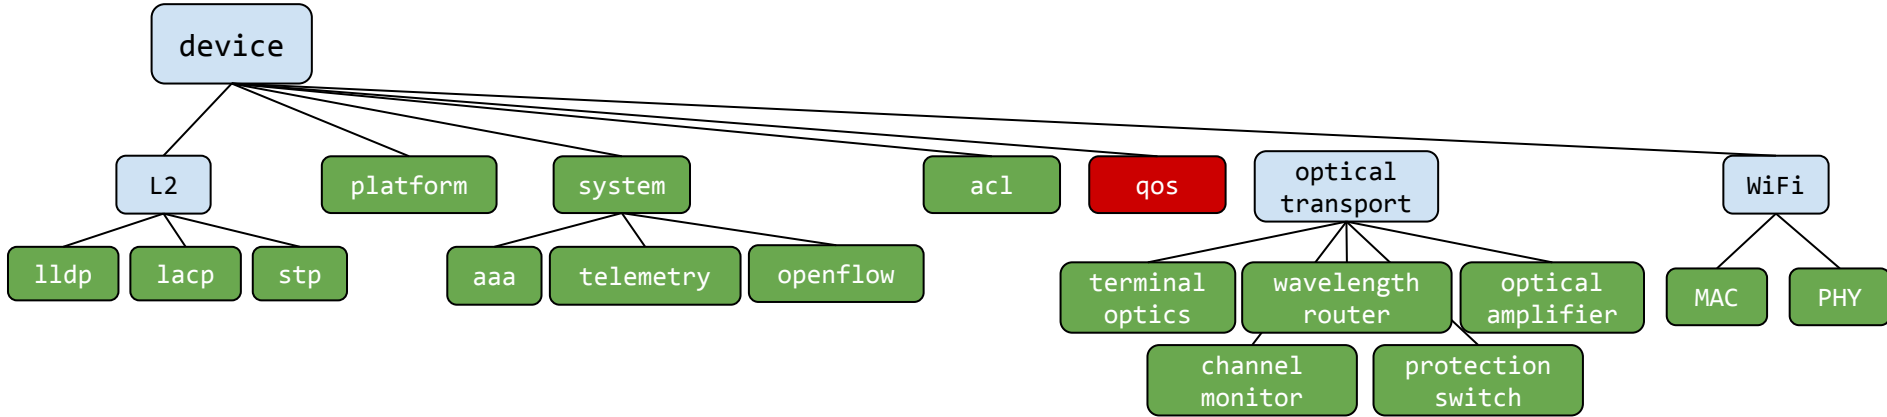 device
L2
platform
system
acl
qos
optical
transport
WiFi
lldp
lacp
stp
aaa
telemetry
openflow
terminal
optics
wavelength
router
optical
amplifier
MAC
PHY
channel
monitor
protection
switch